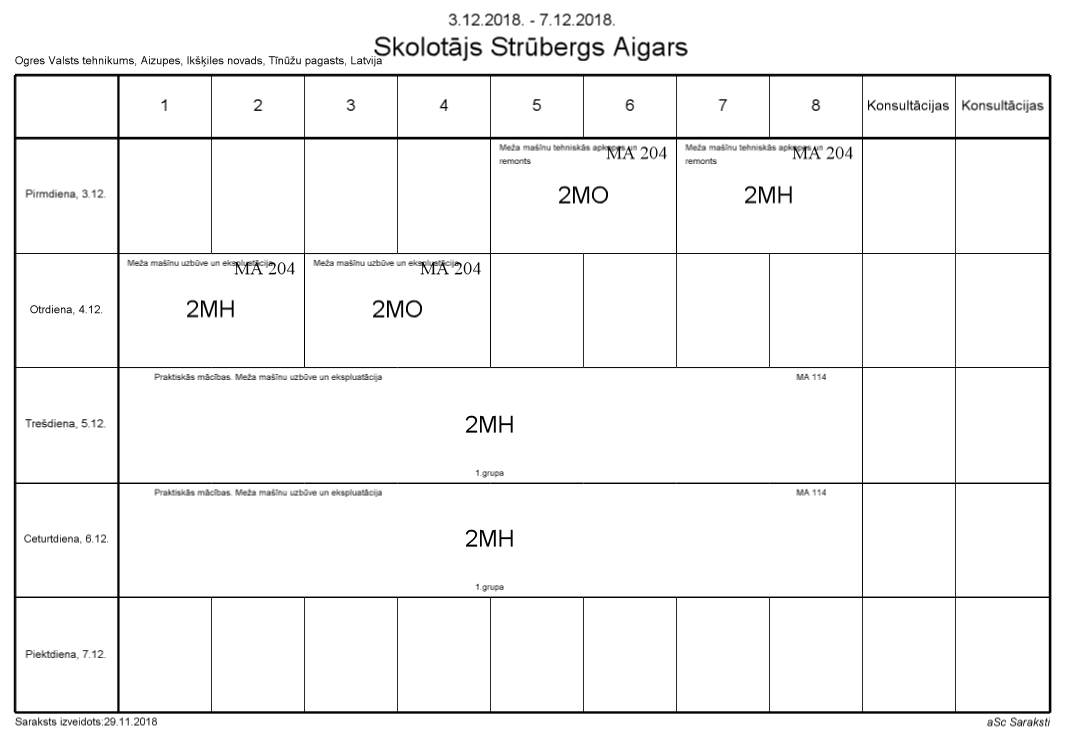 3.12.2018. - 7.12.2018.
Skolotājs Strūbergs Aigars
Ogres Valsts tehnikums, Aizupes, Ikšķiles novads, Tīnūžu pagasts, Latvija
1 2 3 4 5 6 7 8 Konsultācijas Konsultācijas
Pirmdiena, 3.12.
Meža mašīnu tehniskās apkopes un
remonts
MA 204
2MO
Meža mašīnu tehniskās apkopes un
remonts
MA 204
2MH
Otrdiena, 4.12.
Meža mašīnu uzbūve un ekspluatācija
MA 204
2MH
Meža mašīnu uzbūve un ekspluatācija
MA 204
2MO
Trešdiena, 5.12.
Praktiskās mācības. Meža mašīnu uzbūve un ekspluatācija
MA 114
2MH
1.grupa
Ceturtdiena, 6.12.
Praktiskās mācības. Meža mašīnu uzbūve un ekspluatācija
MA 114
2MH
1.grupa
Piektdiena, 7.12.
Saraksts izveidots:29.11.2018
aSc Saraksti